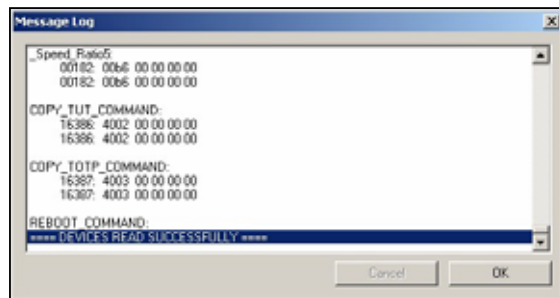 Message Log
_Speed_Ratio5:
00182: 00b6 00 00 00 00
00182: 00b6 00 00 00 00
COPY_TUT_COMMAND:
16386: 4002 00 00 00 00
16386: 4002 00 00 00 00
COPY_TOTP_COMMAND:
16387: 4003 00 00 00 00
16387: 4003 00 00 00 00
REBOOT_COMMAND:
==== DEVICES READ SUCCESSFULLY ====
Cancel
OK